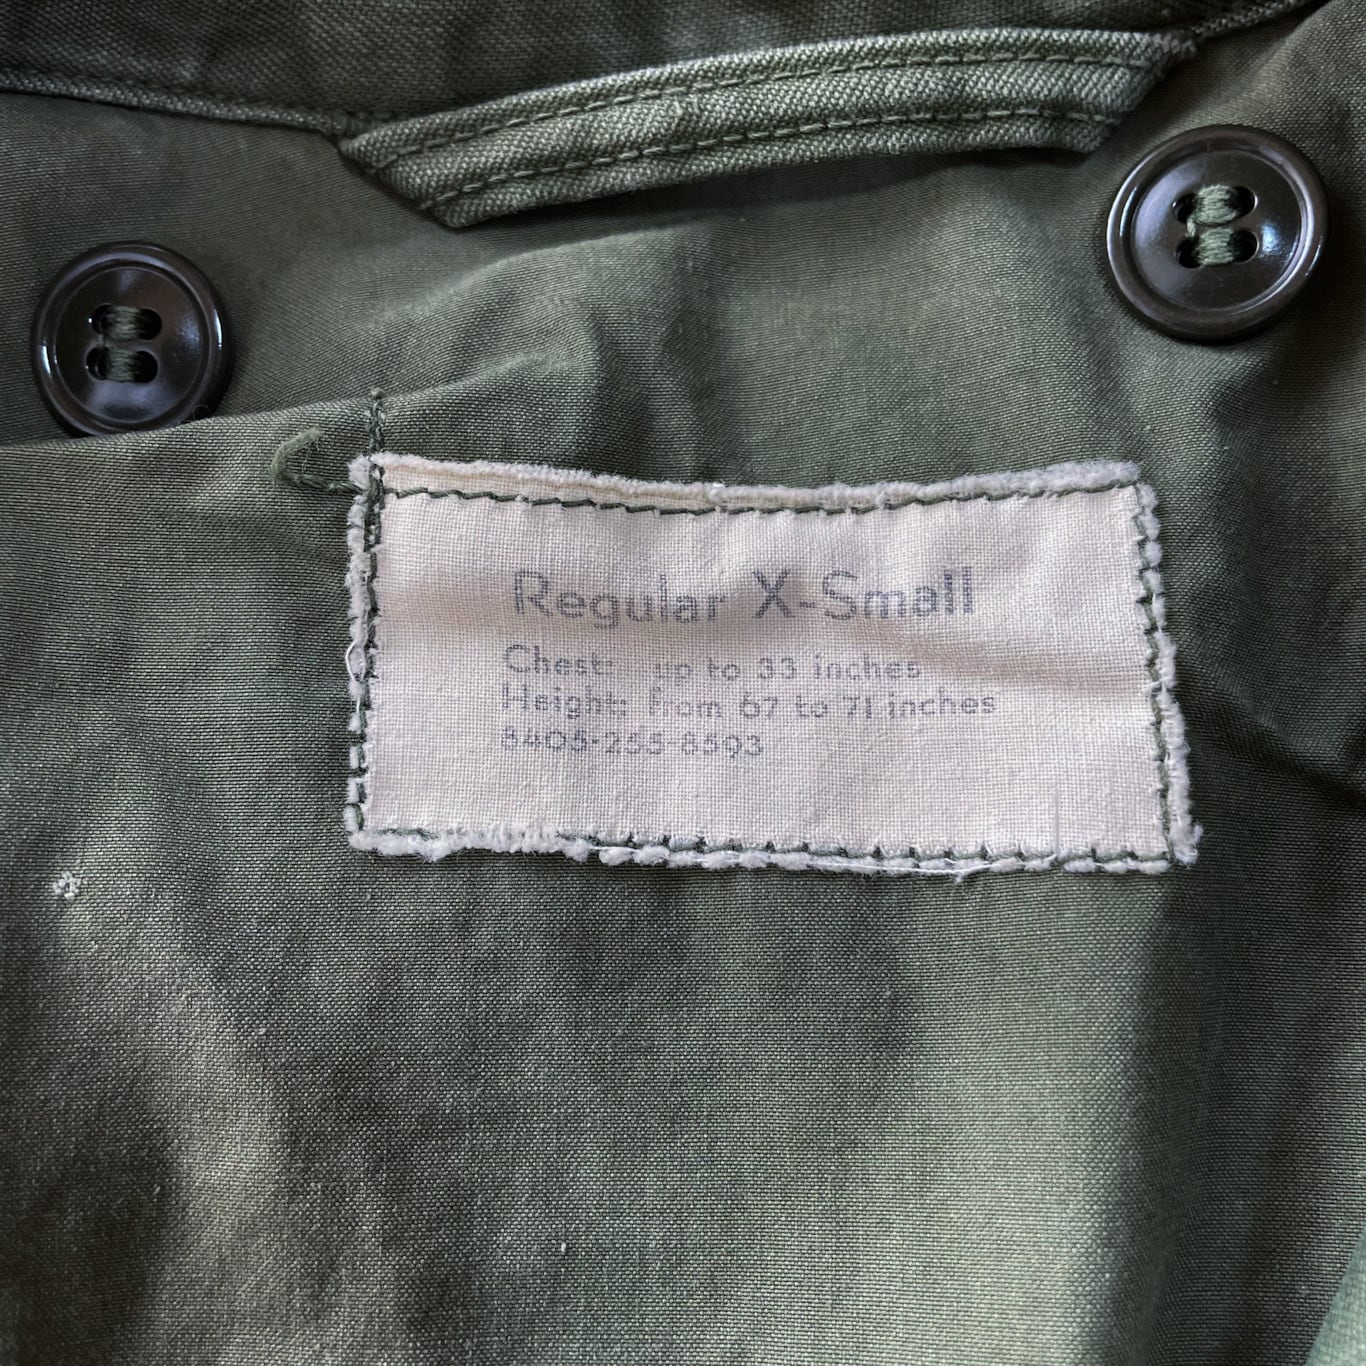 Regular X-Small
Chest: up to 33 inches
Height: from 67 to 71 inches
8405-255-8593